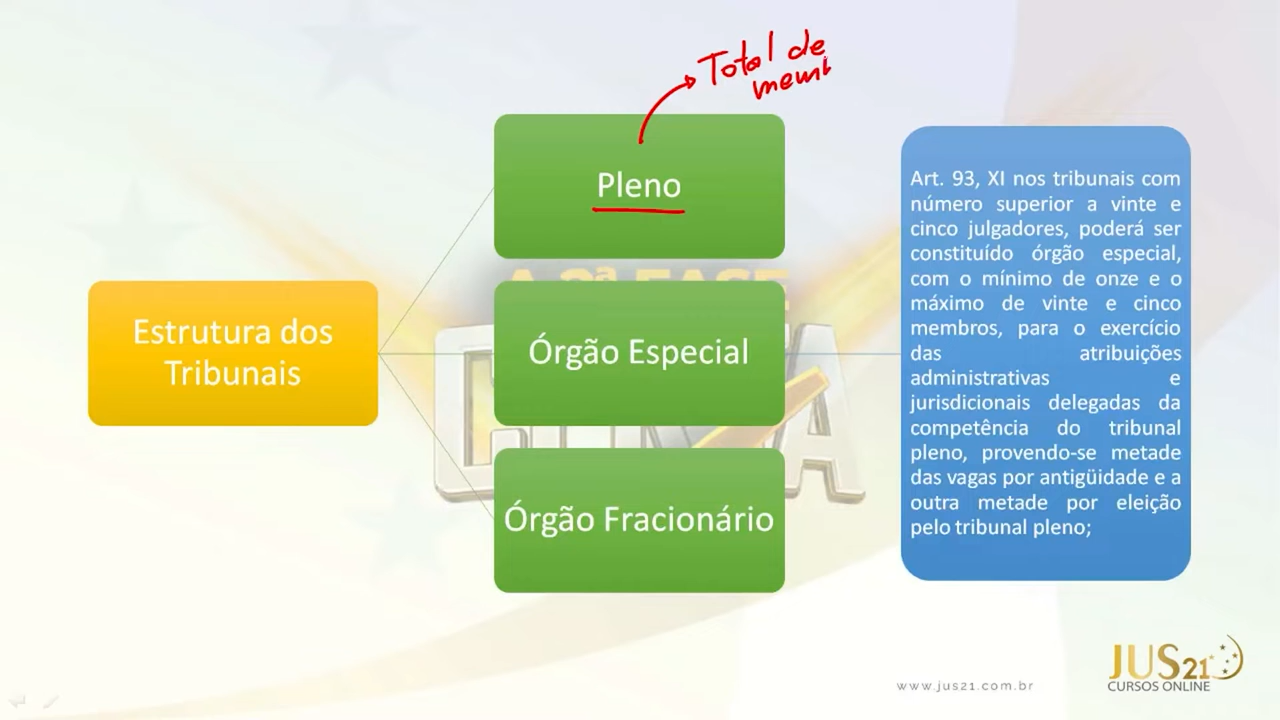 Total de
Pleno
Estrutura dos
Tribunais
Órgão Especial
Órgão Fracionário
Art. 93, XI nos tribunais com
número superior a vinte e
cinco julgadores, poderá ser
constituído órgão especial,
com o mínimo de onze e o
máximo de vinte e cinco
membros, para o exercício
das atribuições
administrativas e
jurisdicionais delegadas da
competência do tribunal
pleno, provendo-se metade
das vagas por antigüidade e a
outra metade por eleição
pelo tribunal pleno;
www.jus21.com.br
JUS21
CURSOS ONLINE